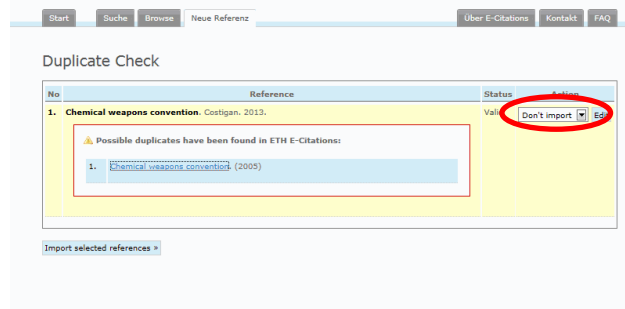 Start Suche Browse Neue Referenz Über E-Citations Kontakt FAQ
Duplicate Check
No Reference Status Action
1. Chemical weapons convention. Costigan. 2013. Vali Don't import Edi
Possible duplicates have been found in ETH E-Citations:
1. Chemical weapons convention. (2005)
Import selected references »